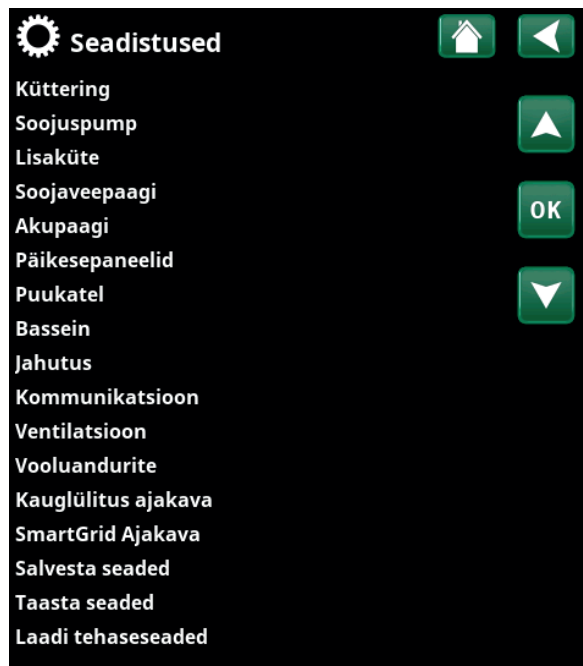 Seadistused
Küttering
Soojuspump
Lisaküte
Soojaveepaagi
OK
Akupaagi
Päikesepaneelid
Puukatel
Bassein
Jahutus
Kommunikatsioon
Ventilatsioon
Vooluandurite
Kauglülitus ajakava
SmartGrid Ajakava
Salvesta seaded
Taasta seaded
Laadi tehaseseaded